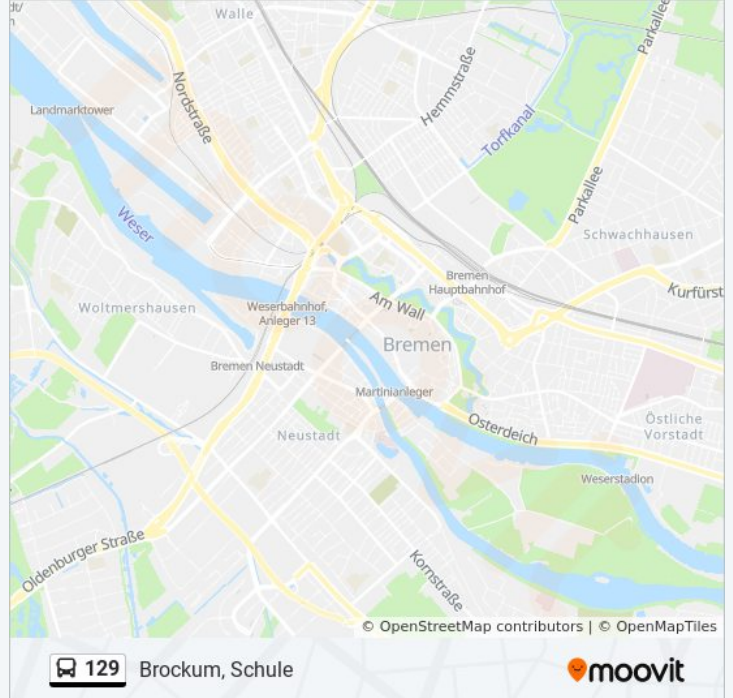 dt/
Walle
Parkallee
Hemmstraße
Nordstraße
Landmarktower
Torfkanal
Parkallee
Weser
Schwachhausen
Bremen
Hauptbahnhof
Kurfürst
Woltmershausen
Weserbahnhof,
Anleger 13
Am Wall
Bremen
Bremen Neustadt
Martinianleger
Osterdeich
Östliche
Vorstadt
Neustadt
Weserstadion
Oldenburger Straße
Kornstraße
© OpenStreetMap contributors | © OpenMapTiles
129 Brockum, Schule
moovit